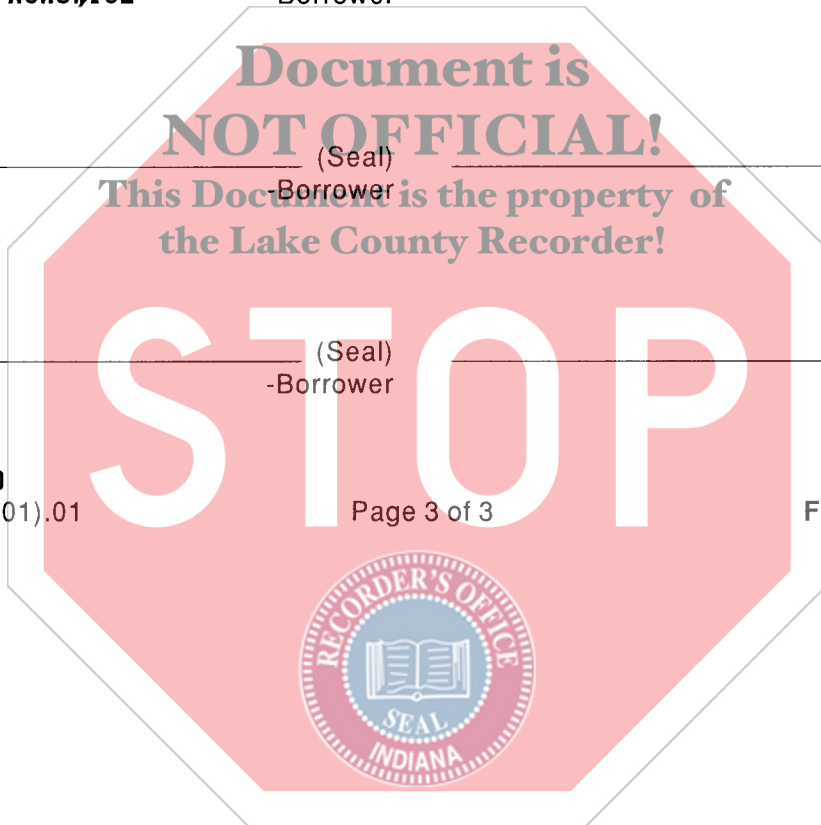 -Borrower
Document is
NOT OFFICIAL!
(Seal)
-Borrower
This Document is the property of
the Lake County Recorder!
STOP
(Seal)
-Borrower
01).01
Page 3 of 3
F
RECORDER'S OFFICE
SEAL
INDIANA